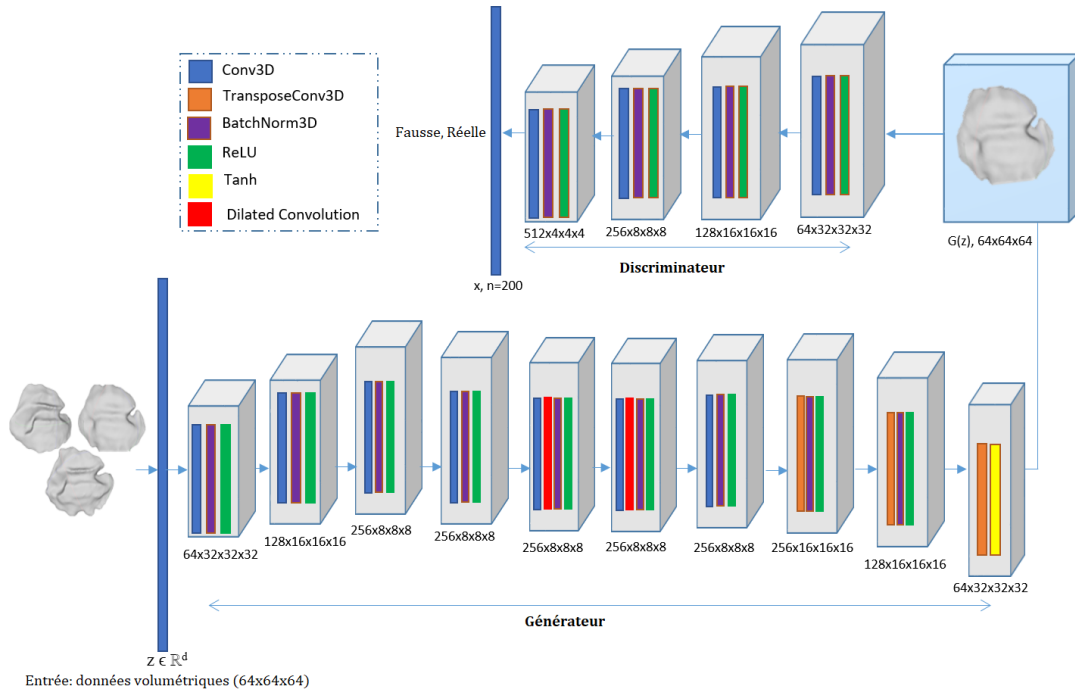 Conv3D
TransposeConv3D
BatchNorm3D
ReLU
Tanh
Dilated Convolution
Fausse, Réelle
512x4x4x4
256x8x8x8
128x16x16x16
64x32x32x32
G(z), 64x64x64
Discriminateur
x, n=200
64x32x32x32
128x16x16x16
256x8x8x8
256x8x8x8
256x8x8x8
256x8x8x8
256x8x8x8
256x16x16x16
128x16x16x16
64x32x32x32
Générateur
z ϵ ℝᵈ
Entrée: données volumétriques (64x64x64)